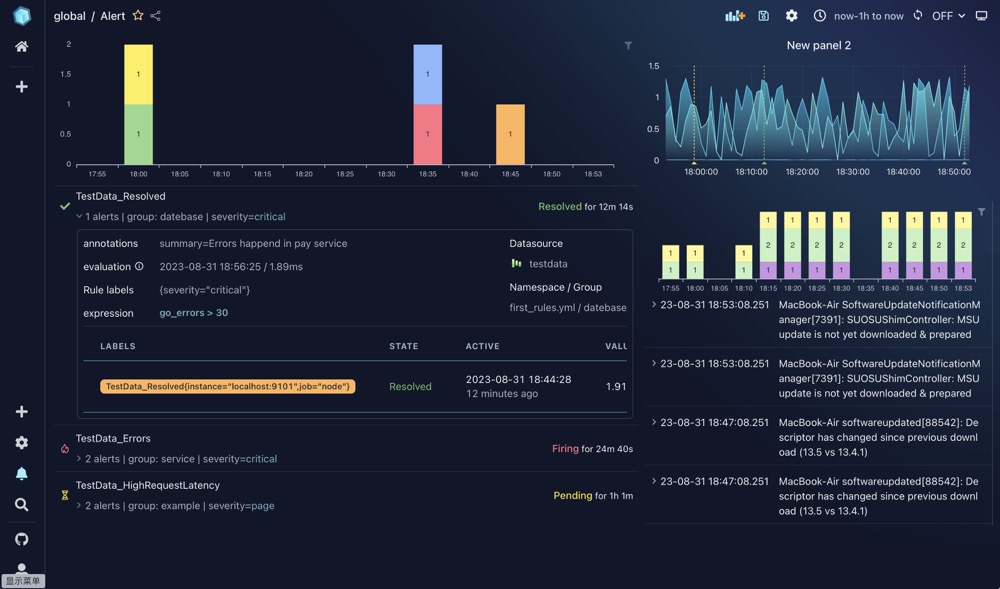 global / Alert
now-1h to now
OFF
2
1.5
1
0.5
0
1
1
1
1
1
17:55 18:00 18:05 18:10 18:15 18:20 18:25 18:30 18:35 18:40 18:45 18:50 18:53
TestData_Resolved
1 alerts | group: datebase | severity=critical
Resolved for 12m 14s
annotations summary=Errors happend in pay service
evaluation 2023-08-31 18:56:25 / 1.89ms
Rule labels {severity="critical"}
expression go_errors > 30
Datasource
testdata
Namespace / Group
first_rules.yml / datebase
LABELS STATE ACTIVE VALU
TestData_Resolved{instance="localhost:9101",job="node"} Resolved 2023-08-31 18:44:28 1.91
12 minutes ago
TestData_Errors
2 alerts | group: service | severity=critical
Firing for 24m 40s
TestData_HighRequestLatency
2 alerts | group: example | severity=page
Pending for 1h 1m
New panel 2
1.5
1
0.5
0
18:00:00 18:10:00 18:20:00 18:30:00 18:40:00 18:50:00
1 1 1 1 1 1 1 1
1 1 1 2 2 2 2 2 2 2 2
1 1 1 1 1 1 1 1 1 1 1
17:55 18:00 18:05 18:10 18:15 18:20 18:25 18:30 18:35 18:40 18:45 18:50 18:53
23-08-31 18:53:08.251 MacBook-Air SoftwareUpdateNotificationM
anager[7391]: SUOSUShimController: MSU
update is not yet downloaded & prepared
23-08-31 18:53:08.251 MacBook-Air SoftwareUpdateNotificationM
anager[7391]: SUOSUShimController: MSU
update is not yet downloaded & prepared
23-08-31 18:47:08.251 MacBook-Air softwareupdated[88542]: De
scriptor has changed since previous downl
oad (13.5 vs 13.4.1)
23-08-31 18:47:08.251 MacBook-Air softwareupdated[88542]: De
scriptor has changed since previous downl
oad (13.5 vs 13.4.1)
显示菜单